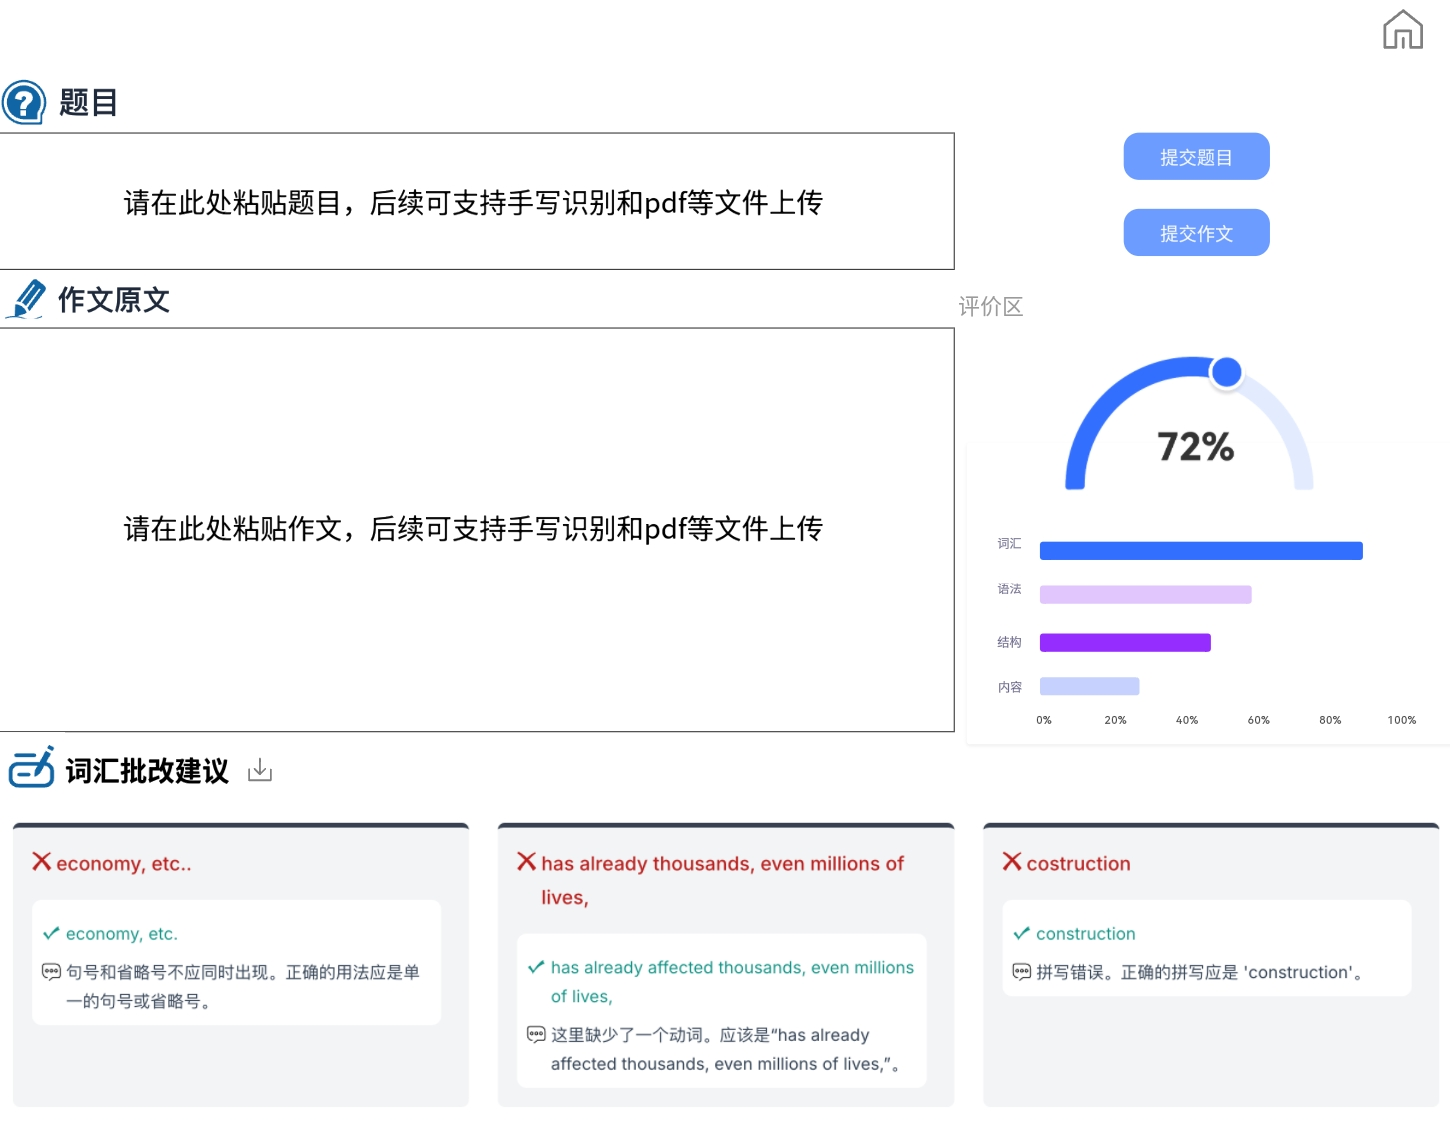 题目
请在此处粘贴题目，后续可支持手写识别和pdf等文件上传
提交题目
提交作文
作文原文
评价区
请在此处粘贴作文，后续可支持手写识别和pdf等文件上传
72%
词汇
语法
结构
内容
0% 20% 40% 60% 80% 100%
词汇批改建议
economy, etc..
economy, etc.
句号和省略号不应同时出现。正确的用法应是单
一的句号或省略号。
has already thousands, even millions of
lives,
has already affected thousands, even millions
of lives,
这里缺少了一个动词。应该是“has already
affected thousands, even millions of lives,”。
costruction
construction
拼写错误。正确的拼写应是 'construction'。